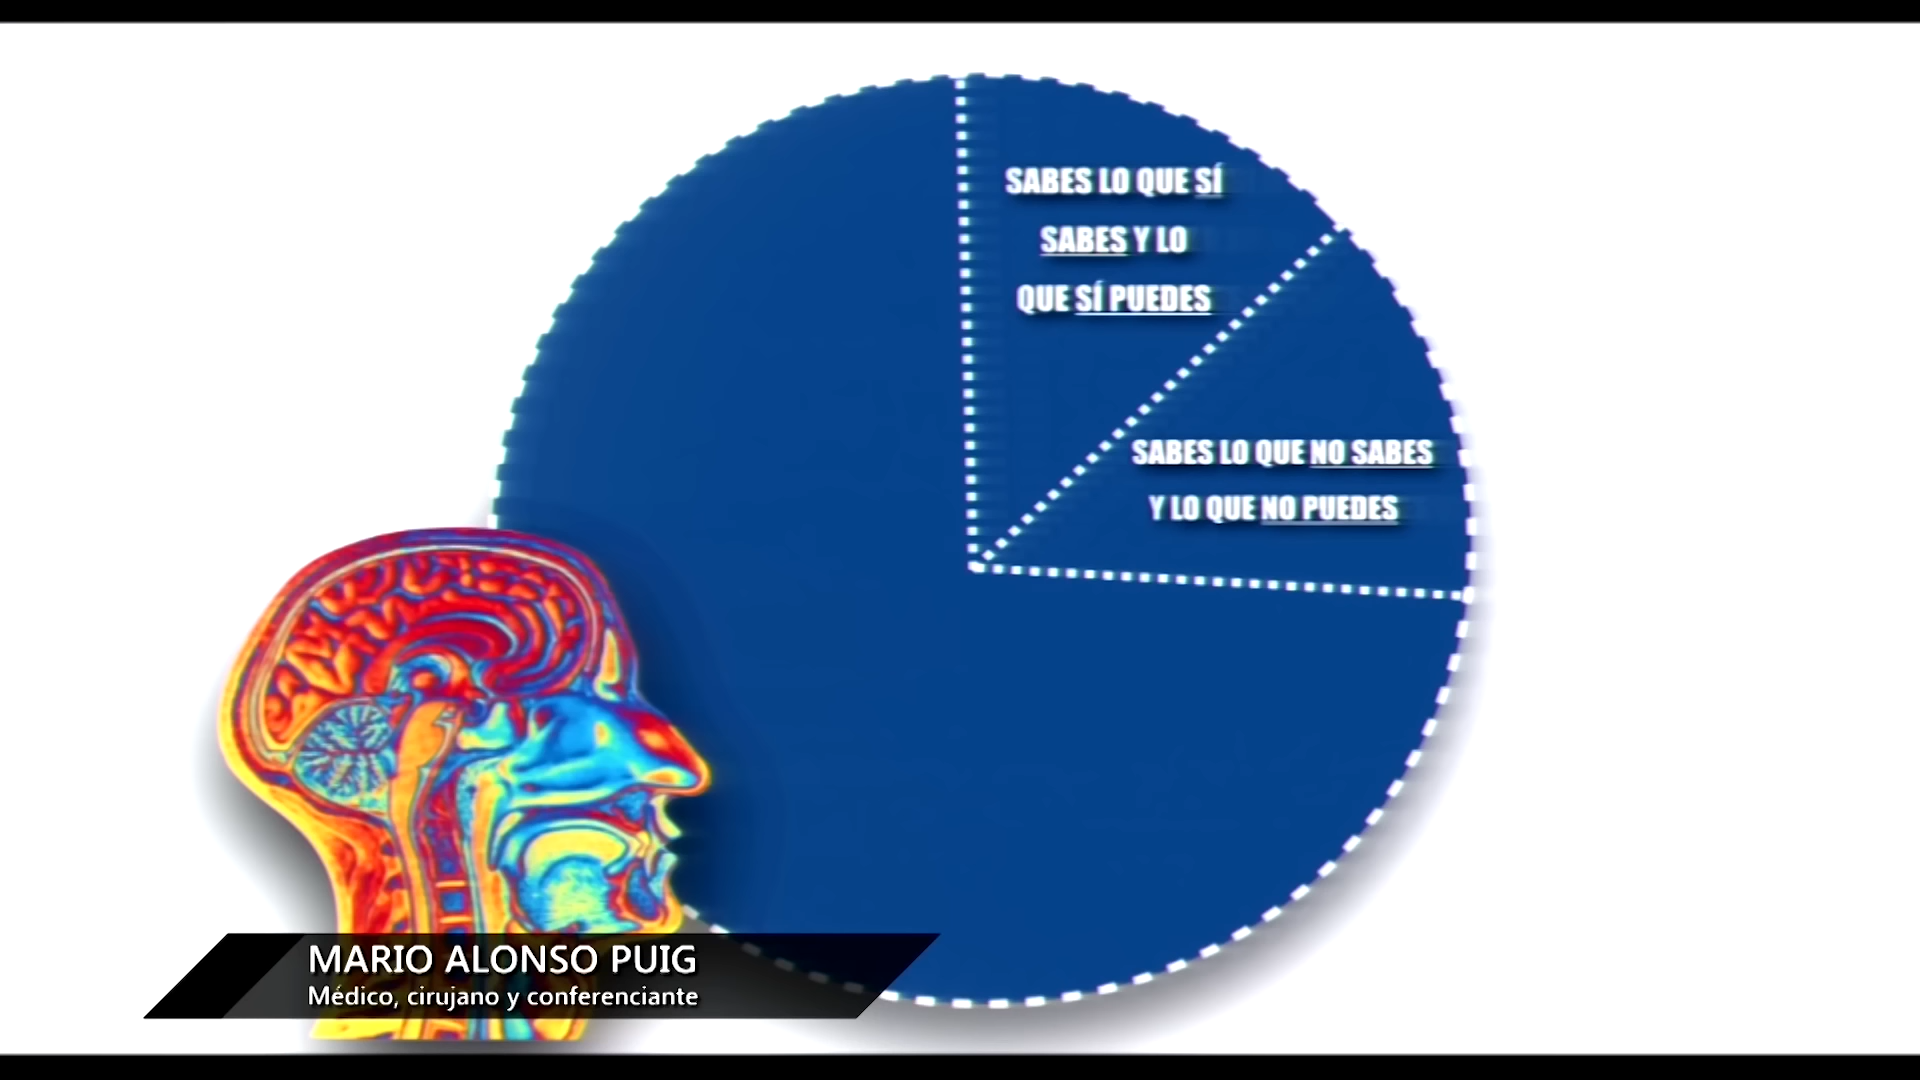 SABES LO QUE SÍ
SABES Y LO
QUE SÍ PUEDES
SABES LO QUE NO SABES
Y LO QUE NO PUEDES
MARIO ALONSO PUIG
Médico, cirujano y conferenciante